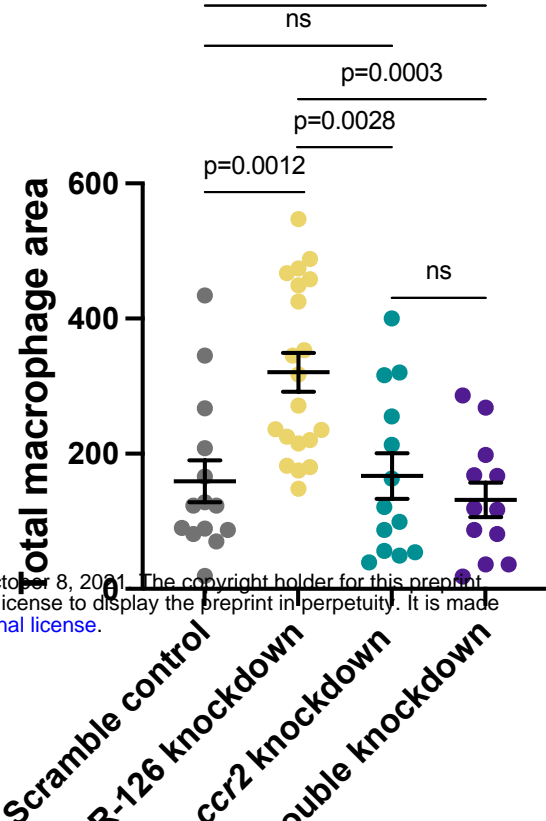 ns
p=0.0003
p=0.0028
p=0.0012
ns
600
400
200
0
Total macrophage area
ctober 8, 2021. The copyright holder for this preprint
license to display the preprint in perpetuity. It is made
nal license.
Scramble control
R-126 knockdown
ccr2 knockdown
ouble knockdown